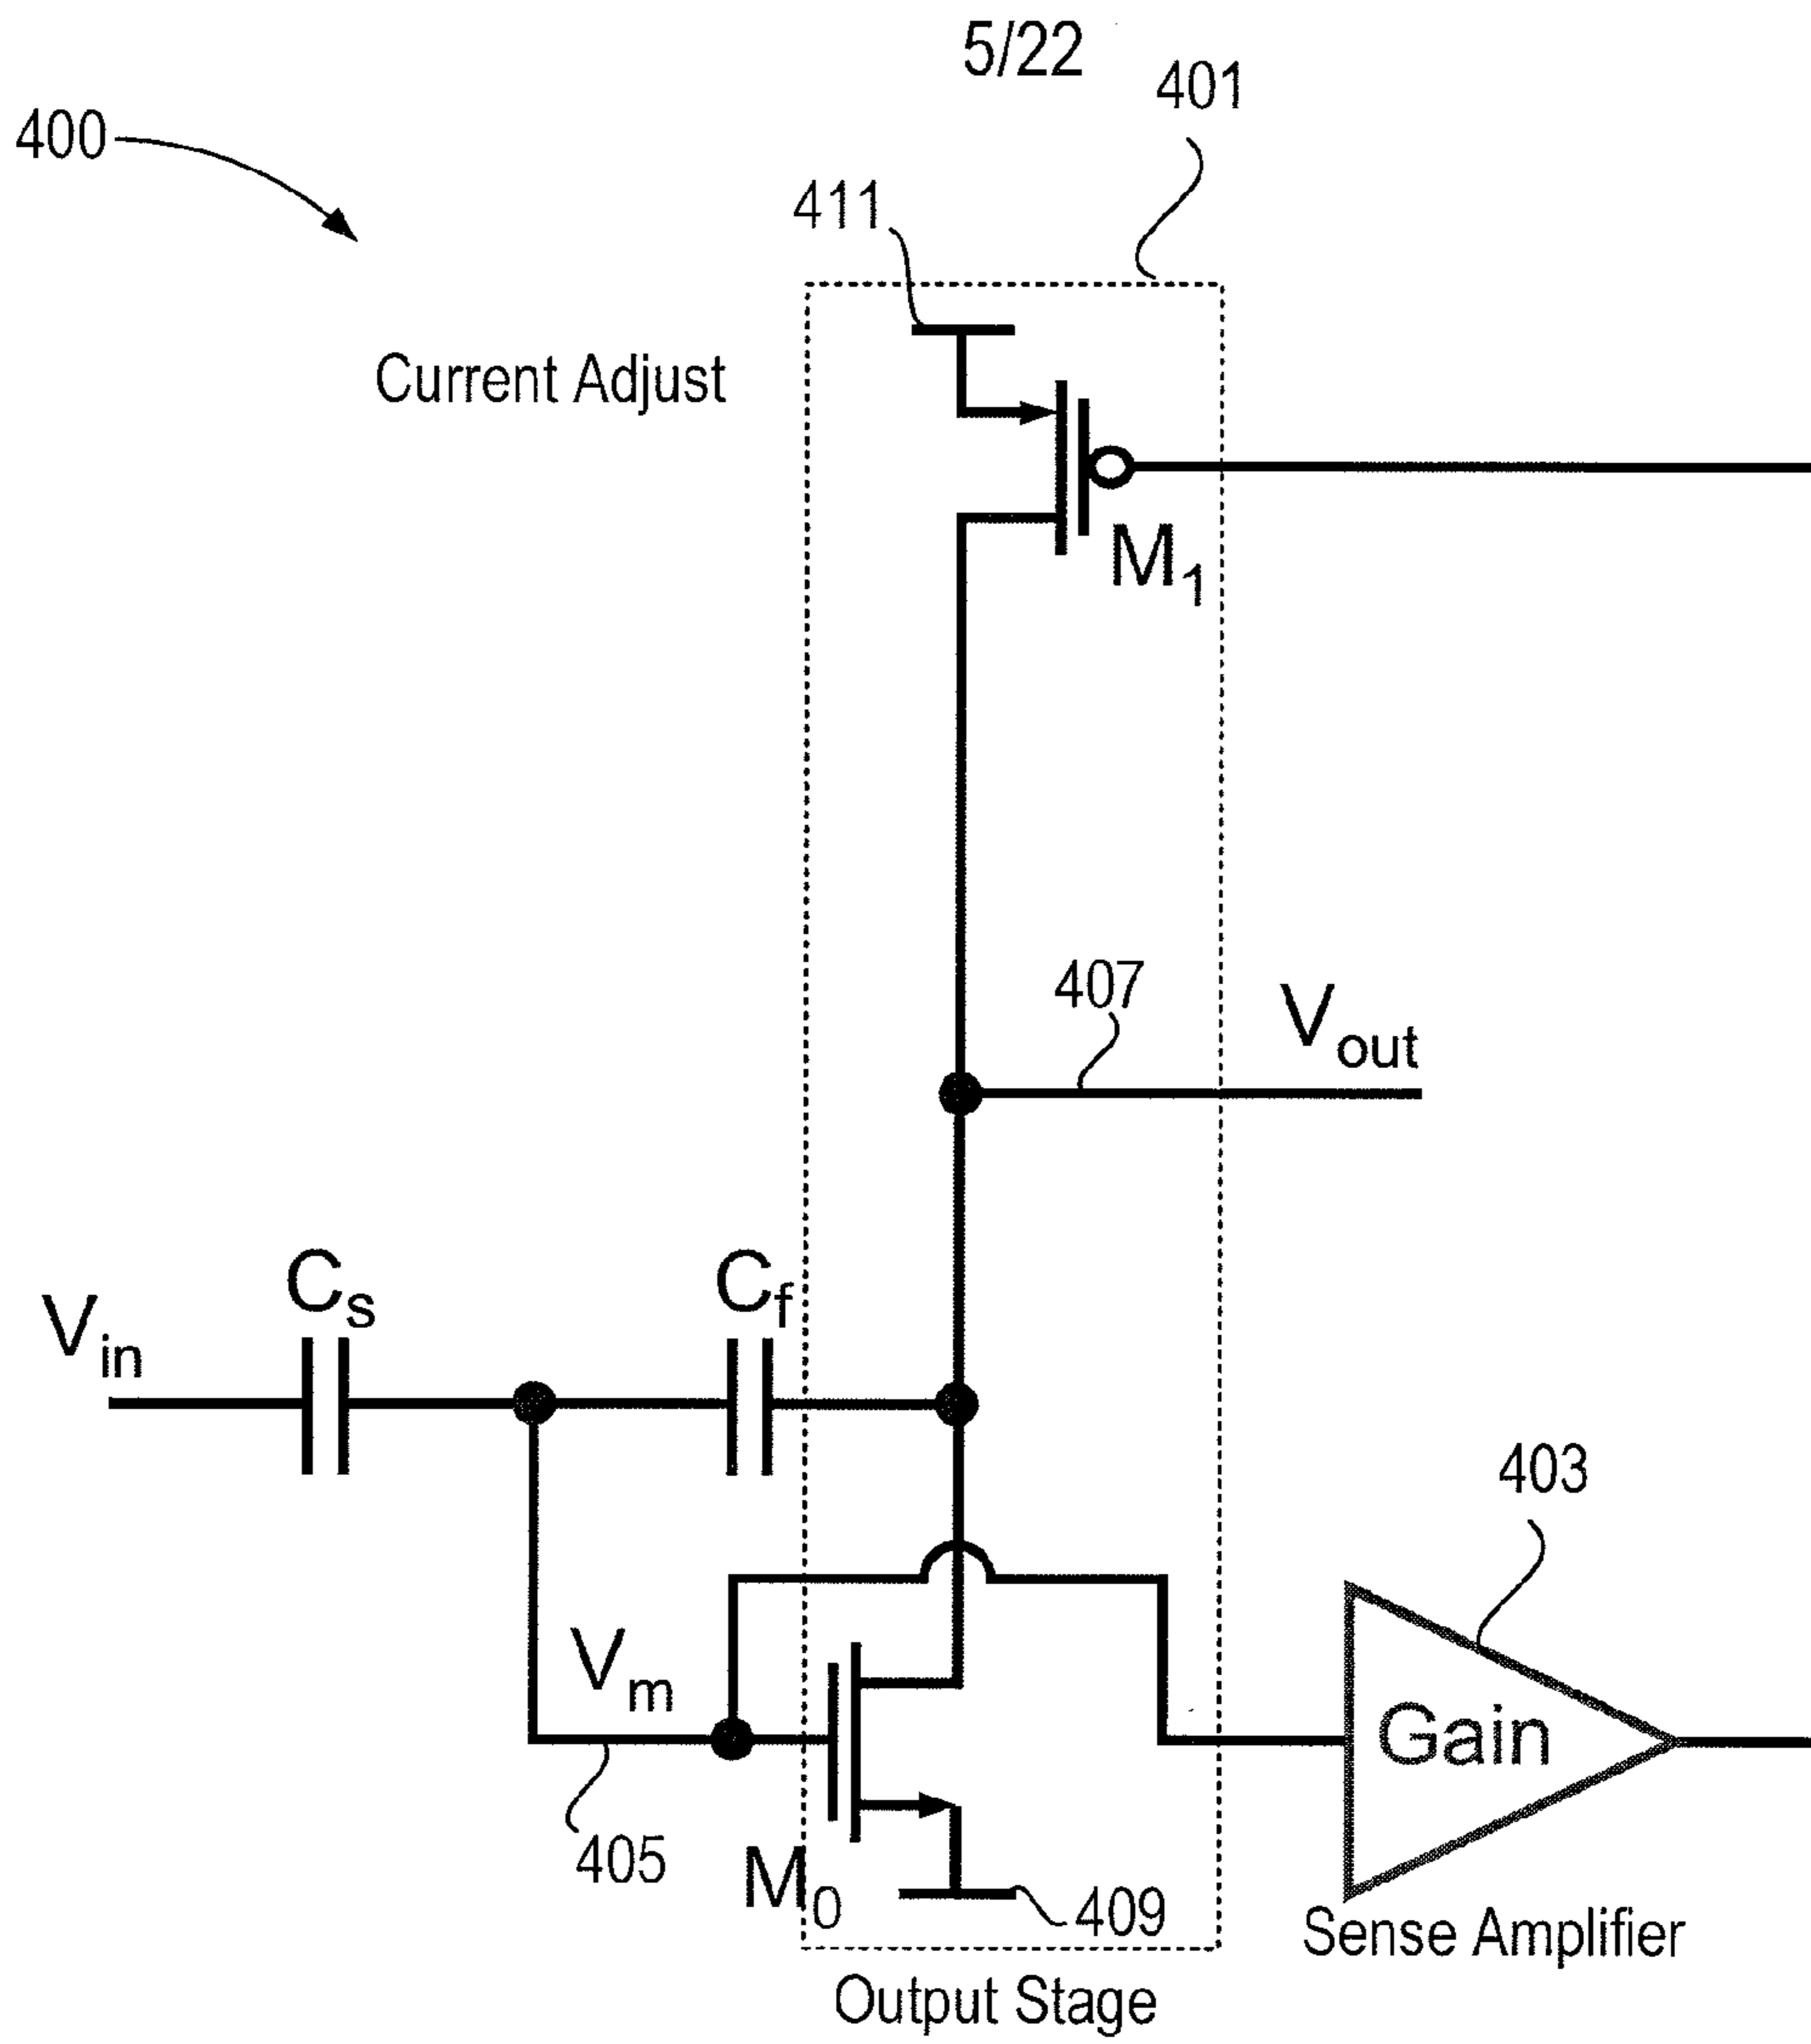 5/22
401
400
411
Current Adjust
M1
407
Vout
Cs
Cf
Vin
403
Vm
Gain
405
M0
409
Sense Amplifier
Output Stage